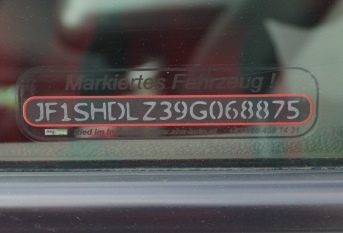 Markiertes Fahrzeug !
JF1SHDLZ39G068875